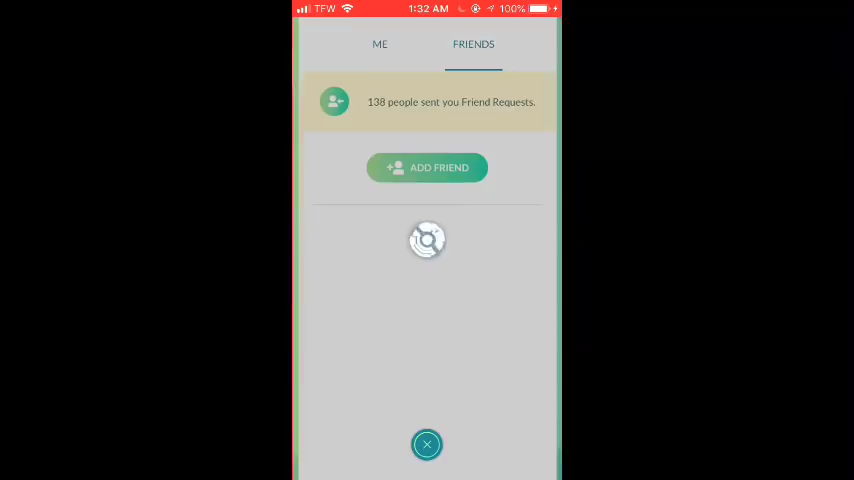 TFW 1:32 AM 100%
ME FRIENDS
138 people sent you Friend Requests.
ADD FRIEND